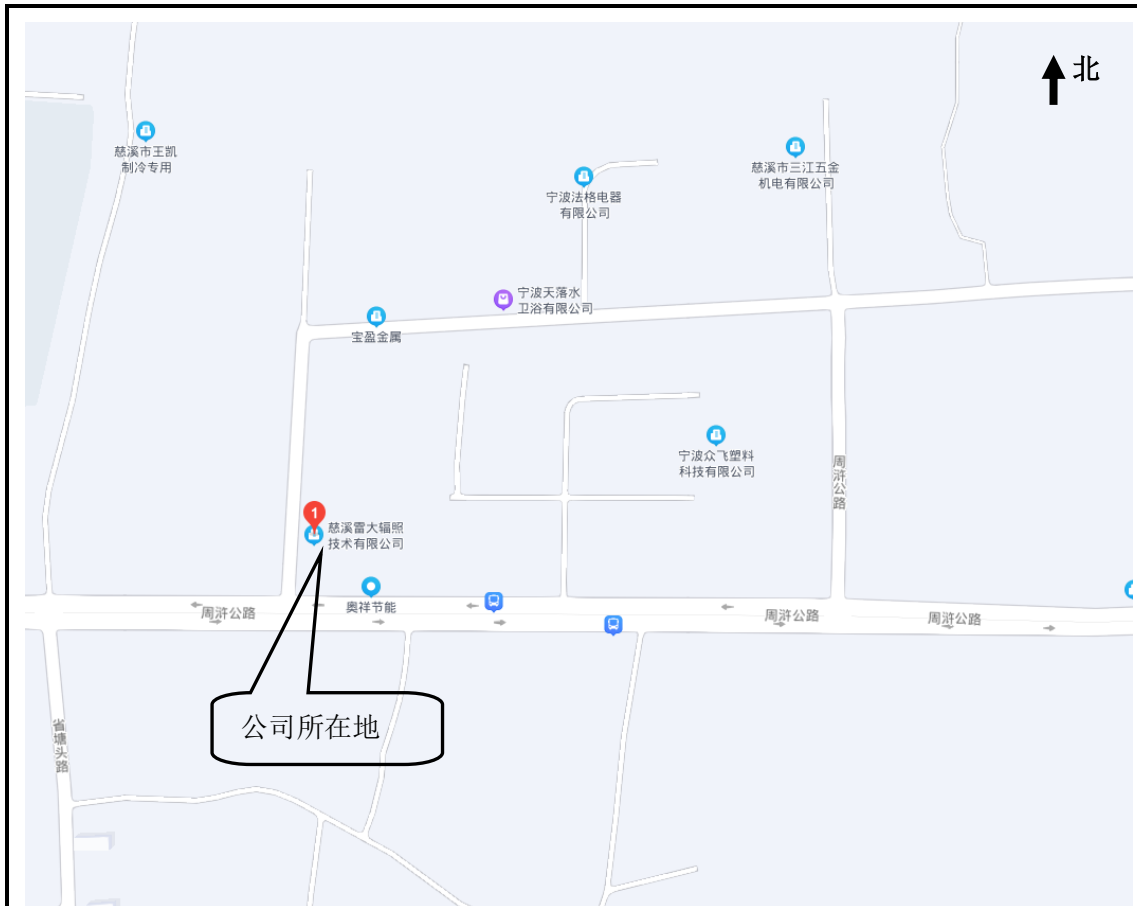 北
慈溪市王凯
制冷专用
慈溪市三江五金
机电有限公司
宁波法格电器
有限公司
宁波天落水
卫浴有限公司
宝盈金属
宁波众飞塑料
科技有限公司
周浒公路
1
慈溪雷大辐照
技术有限公司
奥祥节能
周浒公路
周浒公路
周浒公路
公司所在地
省塘头路